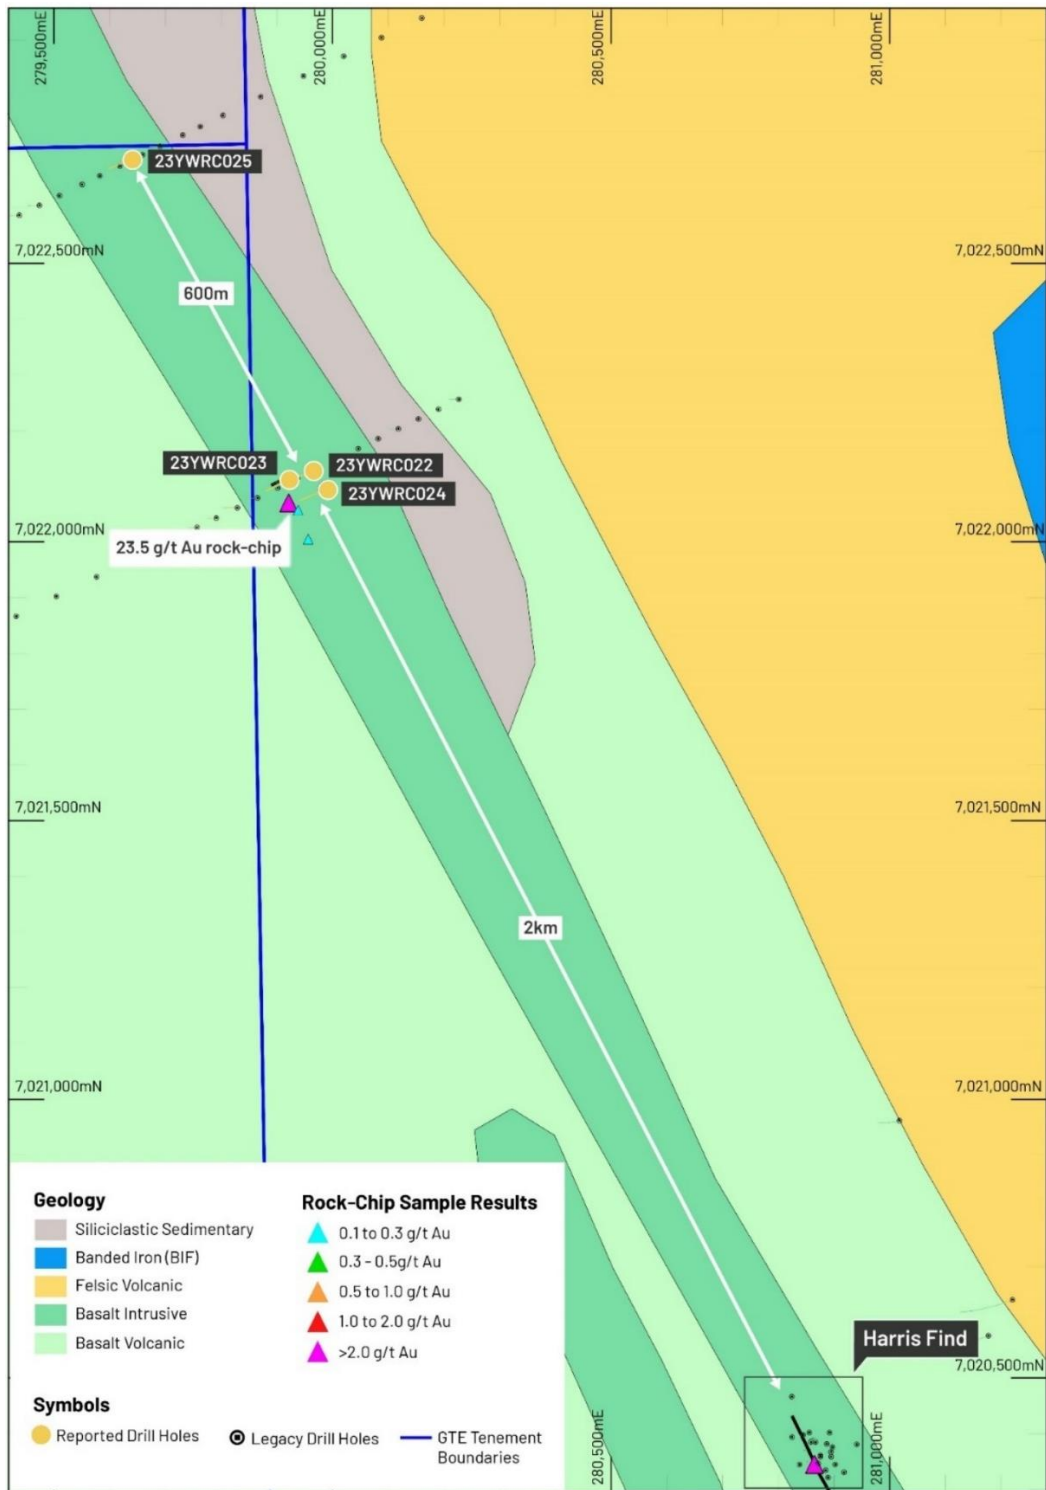 279,500mE
280,000mE
280,500mE
281,000mE
23YWRC025
7,022,500mN
7,022,500mN
600m
23YWRC023
23YWRC022
23YWRC024
7,022,000mN
7,022,000mN
23.5 g/t Au rock-chip
7,021,500mN
7,021,500mN
2km
7,021,000mN
7,021,000mN
Geology
Siliciclastic Sedimentary
Banded Iron (BIF)
Felsic Volcanic
Basalt Intrusive
Basalt Volcanic
Rock-Chip Sample Results
0.1 to 0.3 g/t Au
0.3 - 0.5g/t Au
0.5 to 1.0 g/t Au
1.0 to 2.0 g/t Au
>2.0 g/t Au
Symbols
Reported Drill Holes
Legacy Drill Holes
GTE Tenement
Boundaries
Harris Find
7,020,500mN
280,500mE
281,000mE